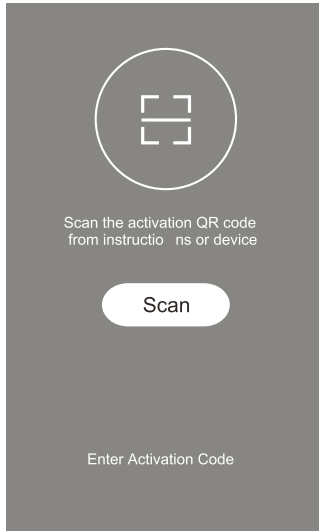 Scan the activation QR code
from instructio ns or device
Scan
Enter Activation Code